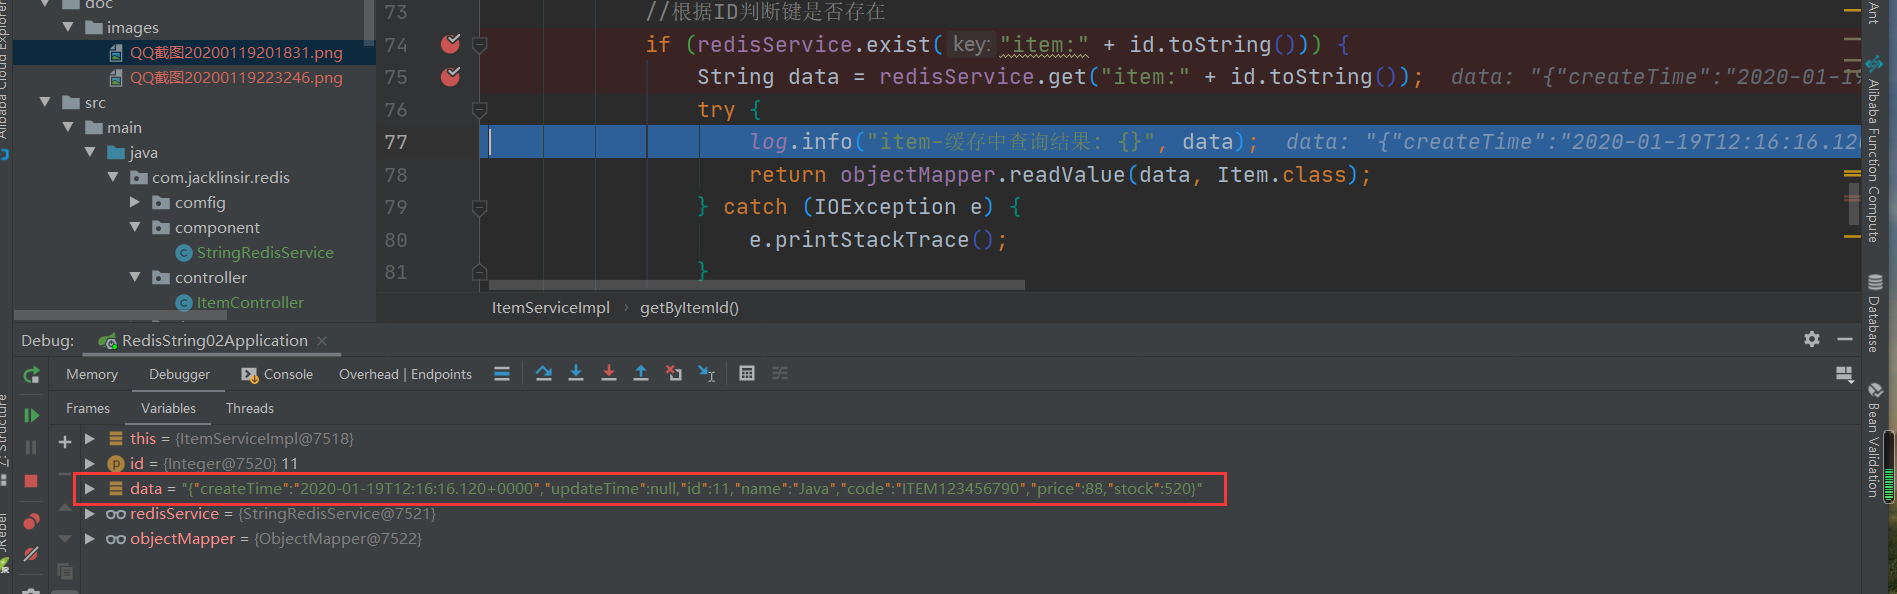 doc
images
QQ截图20200119201831.png
QQ截图20200119223246.png
src
main
java
com.jacklinsir.redis
comfig
component
StringRedisService
controller
ItemController
Alibaba Cloud Explorer
73 //根据ID判断键是否存在
74 if (redisService.exist( key: "item:" + id.toString())) {
75 String data = redisService.get("item:" + id.toString()); data: "{"createTime":"2020-01-19
76 try {
77 log.info("item-缓存中查询结果: {}", data); data: "{"createTime":"2020-01-19T12:16:16.120
78 return objectMapper.readValue(data, Item.class);
79 } catch (IOException e) {
80 e.printStackTrace();
81 }
ItemServiceImpl › getByItemId()
Ant
Alibaba Function Compute
Database
Bean Validation
Debug: RedisString02Application
Memory Debugger Console Overhead | Endpoints
Frames Variables Threads
this = {ItemServiceImpl@7518}
id = {Integer@7520} 11
data = "{"createTime":"2020-01-19T12:16:16.120+0000","updateTime":null,"id":11,"name":"Java","code":"ITEM123456790","price":88,"stock":520}"
redisService = {StringRedisService@7521}
objectMapper = {ObjectMapper@7522}
Z: Structure
JRebel